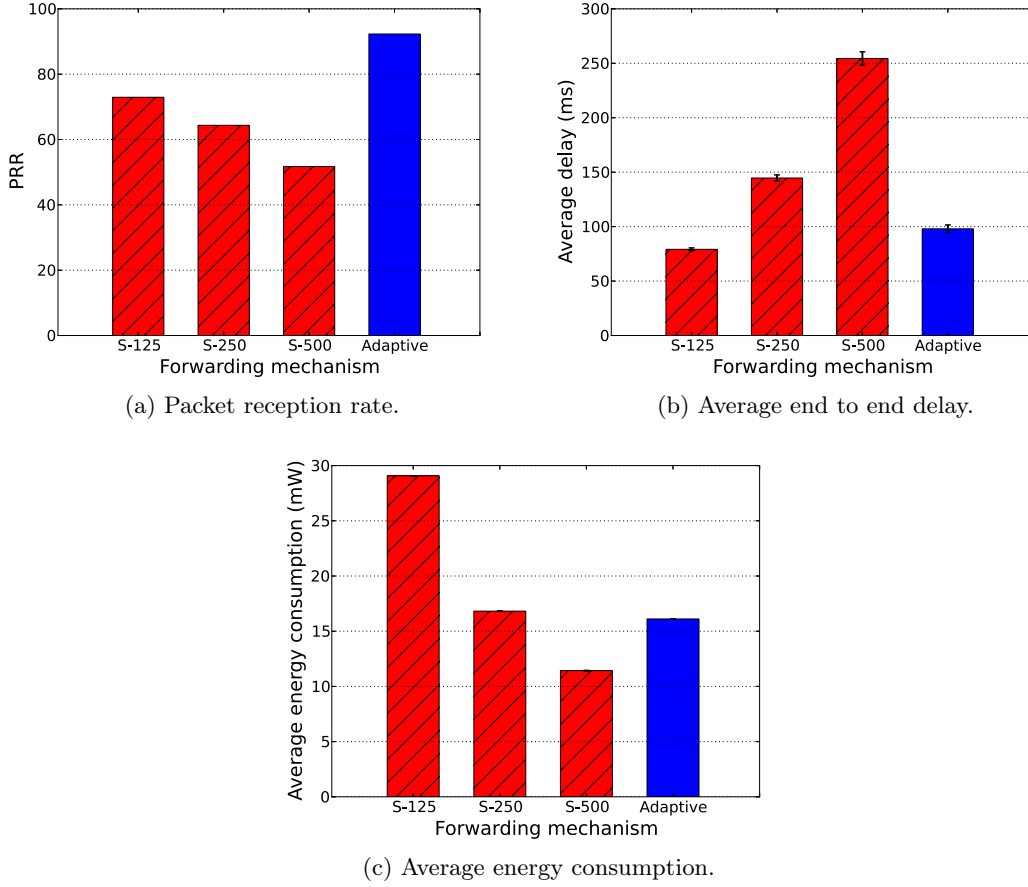 100
80
60
40
20
0
PRR
S-125 S-250 S-500 Adaptive
Forwarding mechanism
(a) Packet reception rate.
300
250
200
150
100
50
0
Average delay (ms)
S-125 S-250 S-500 Adaptive
Forwarding mechanism
(b) Average end to end delay.
30
25
20
15
10
5
0
Average energy consumption (mW)
S-125 S-250 S-500 Adaptive
Forwarding mechanism
(c) Average energy consumption.